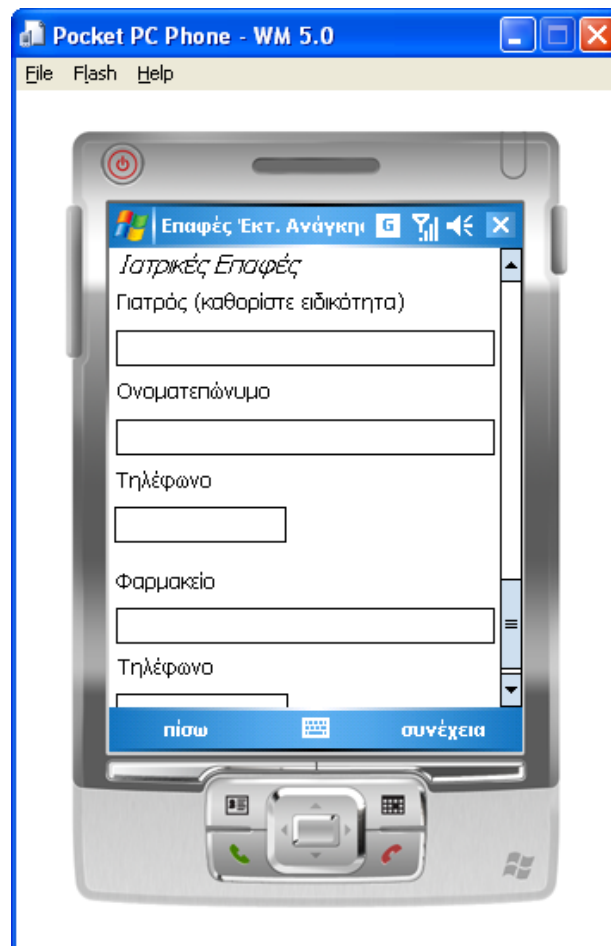 Pocket PC Phone - WM 5.0
File Flash Help
Επαφές Έκτ. Ανάγκη G
Ιατρικές Επαφές
Γιατρός (καθορίστε ειδικότητα)
Ονοματεπώνυμο
Τηλέφωνο
Φαρμακείο
Τηλέφωνο
πίσω συνέχεια